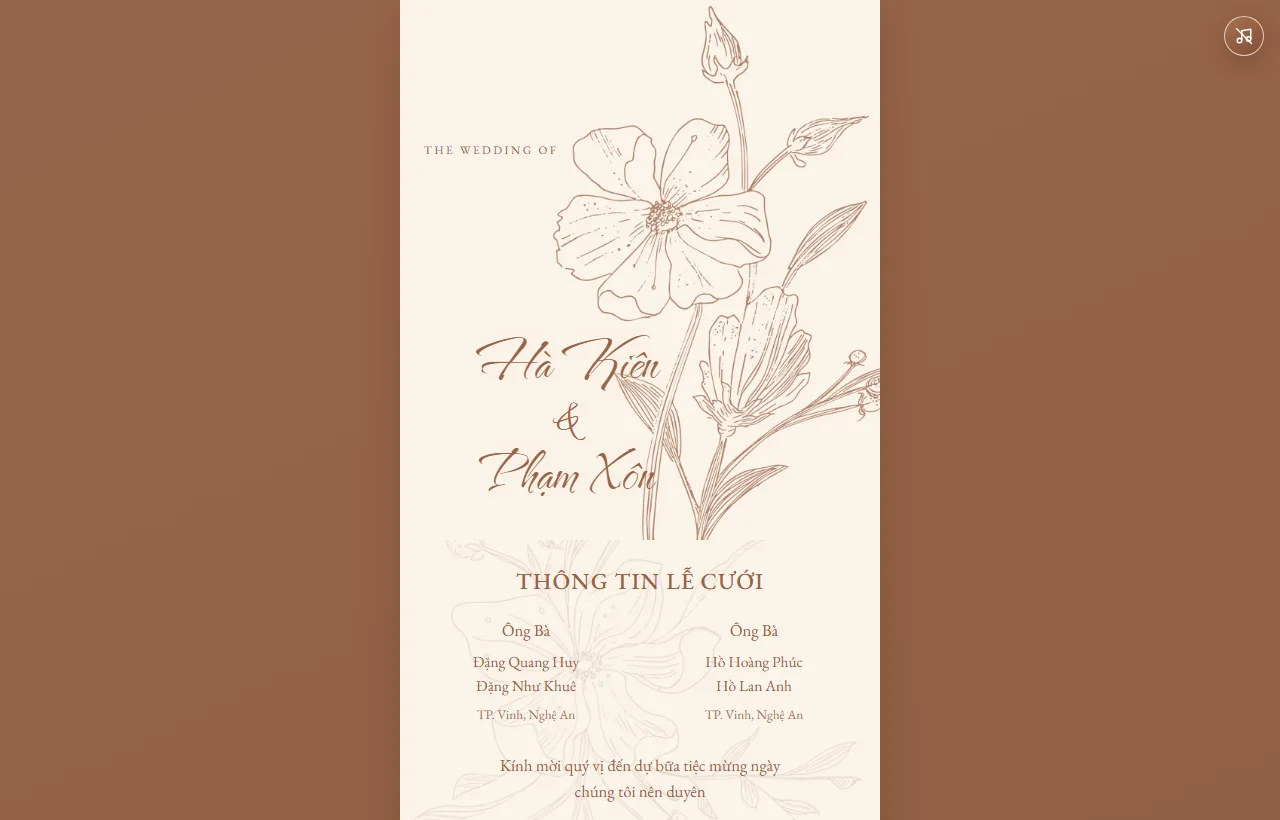 THE WEDDING OF
Hà Kiên
&
Phạm Xôn
THÔNG TIN LỄ CƯỚI
Ông Bà
Đặng Quang Huy
Đặng Như Khuê
TP. Vinh, Nghệ An
Ông Bà
Hồ Hoàng Phúc
Hồ Lan Anh
TP. Vinh, Nghệ An
Kính mời quý vị đến dự bữa tiệc mừng ngày
chúng tôi nên duyên